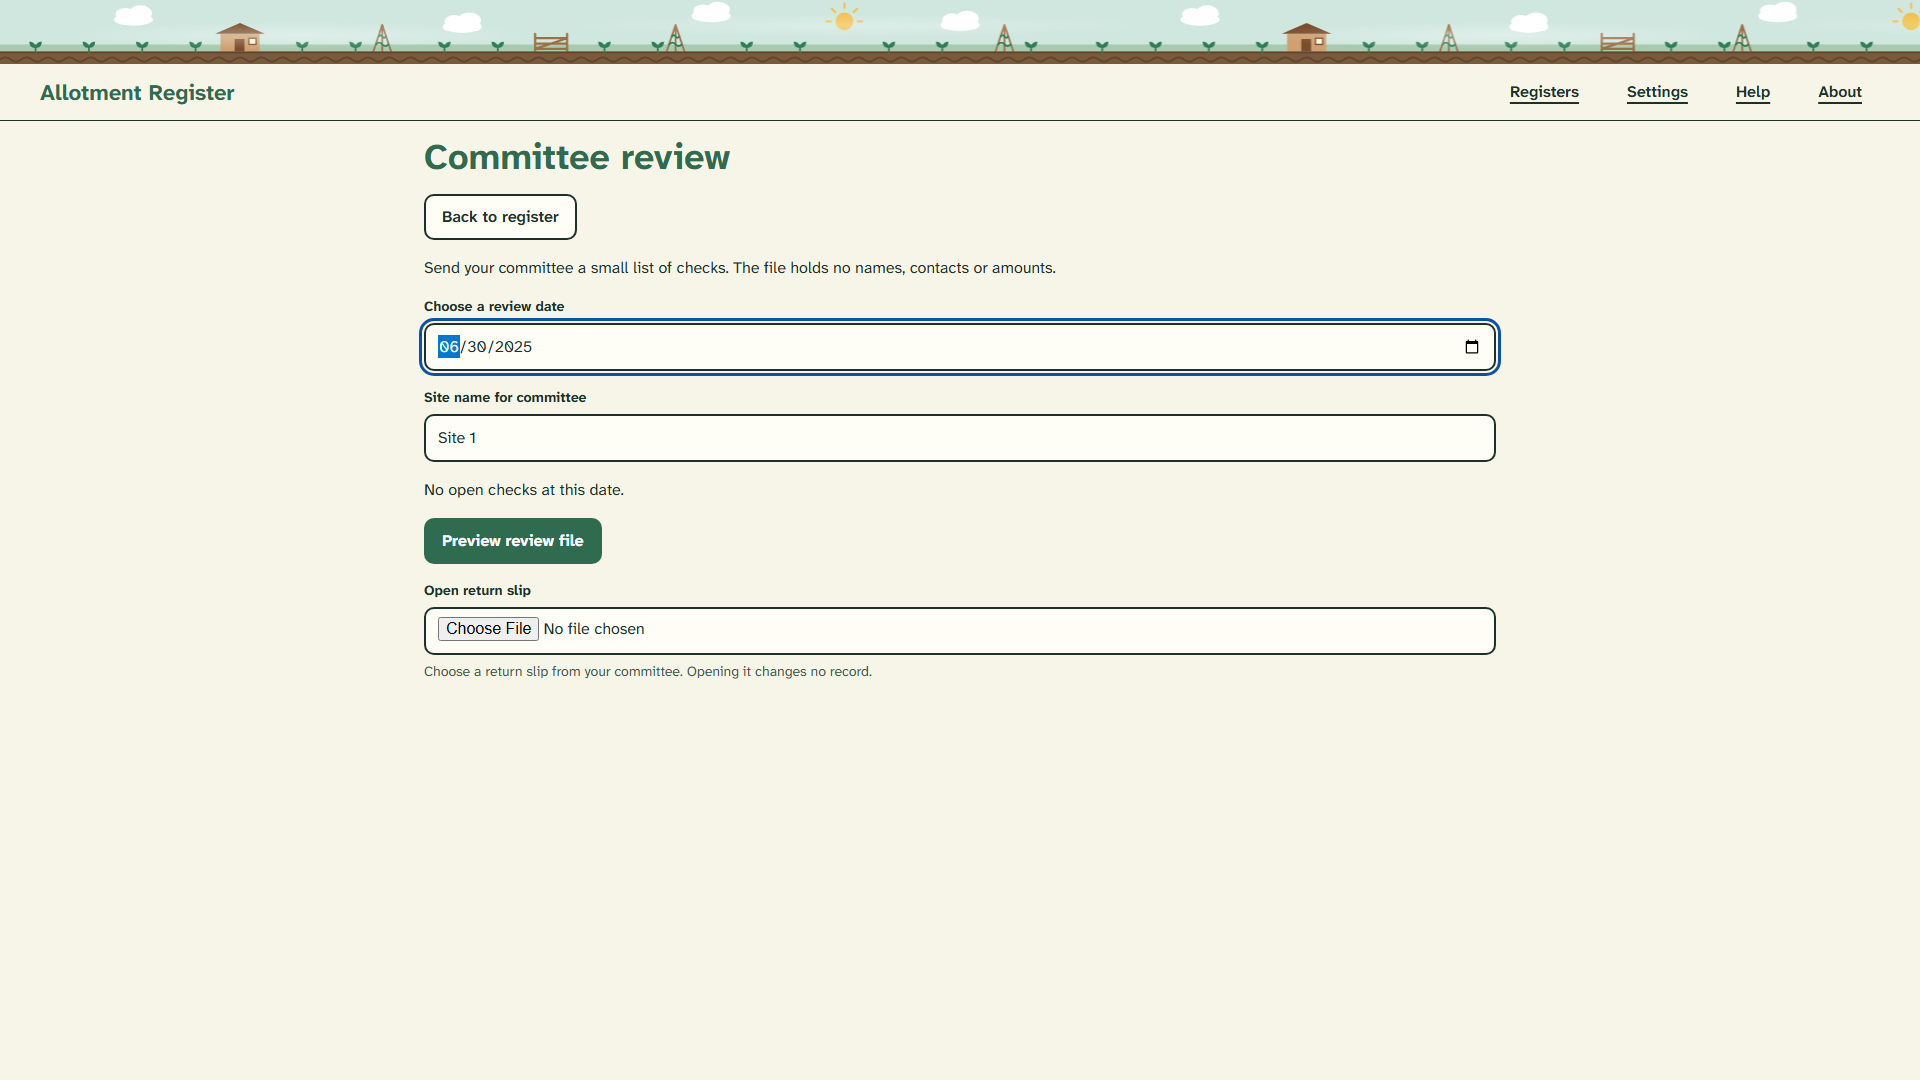 Allotment Register
Registers
Settings
Help
About
Committee review
Back to register
Send your committee a small list of checks. The file holds no names, contacts or amounts.
Choose a review date
06/30/2025
Site name for committee
Site 1
No open checks at this date.
Preview review file
Open return slip
Choose File No file chosen
Choose a return slip from your committee. Opening it changes no record.